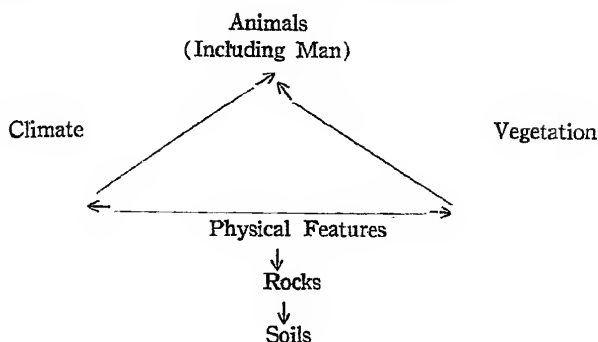 Animals
(Including Man)
Climate
Vegetation
Physical Features
Rocks
Soils